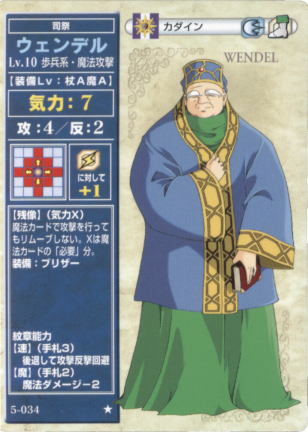 司祭
カダイン
ウェンデル
WENDEL
Lv.10 歩兵系・魔法攻撃
【装備Lv:杖A魔A】
気力:7
攻:4/反:2
に対して
+1
【残像】(気力X)
魔法カードで攻撃を行って
もリムーブしない。Xは魔
法カードの「必要」分。
装備:ブリザー
紋章能力
【速】(手札3)
後退して攻撃反撃回避
【魔】(手札2)
魔法ダメージ−2
5-034
★